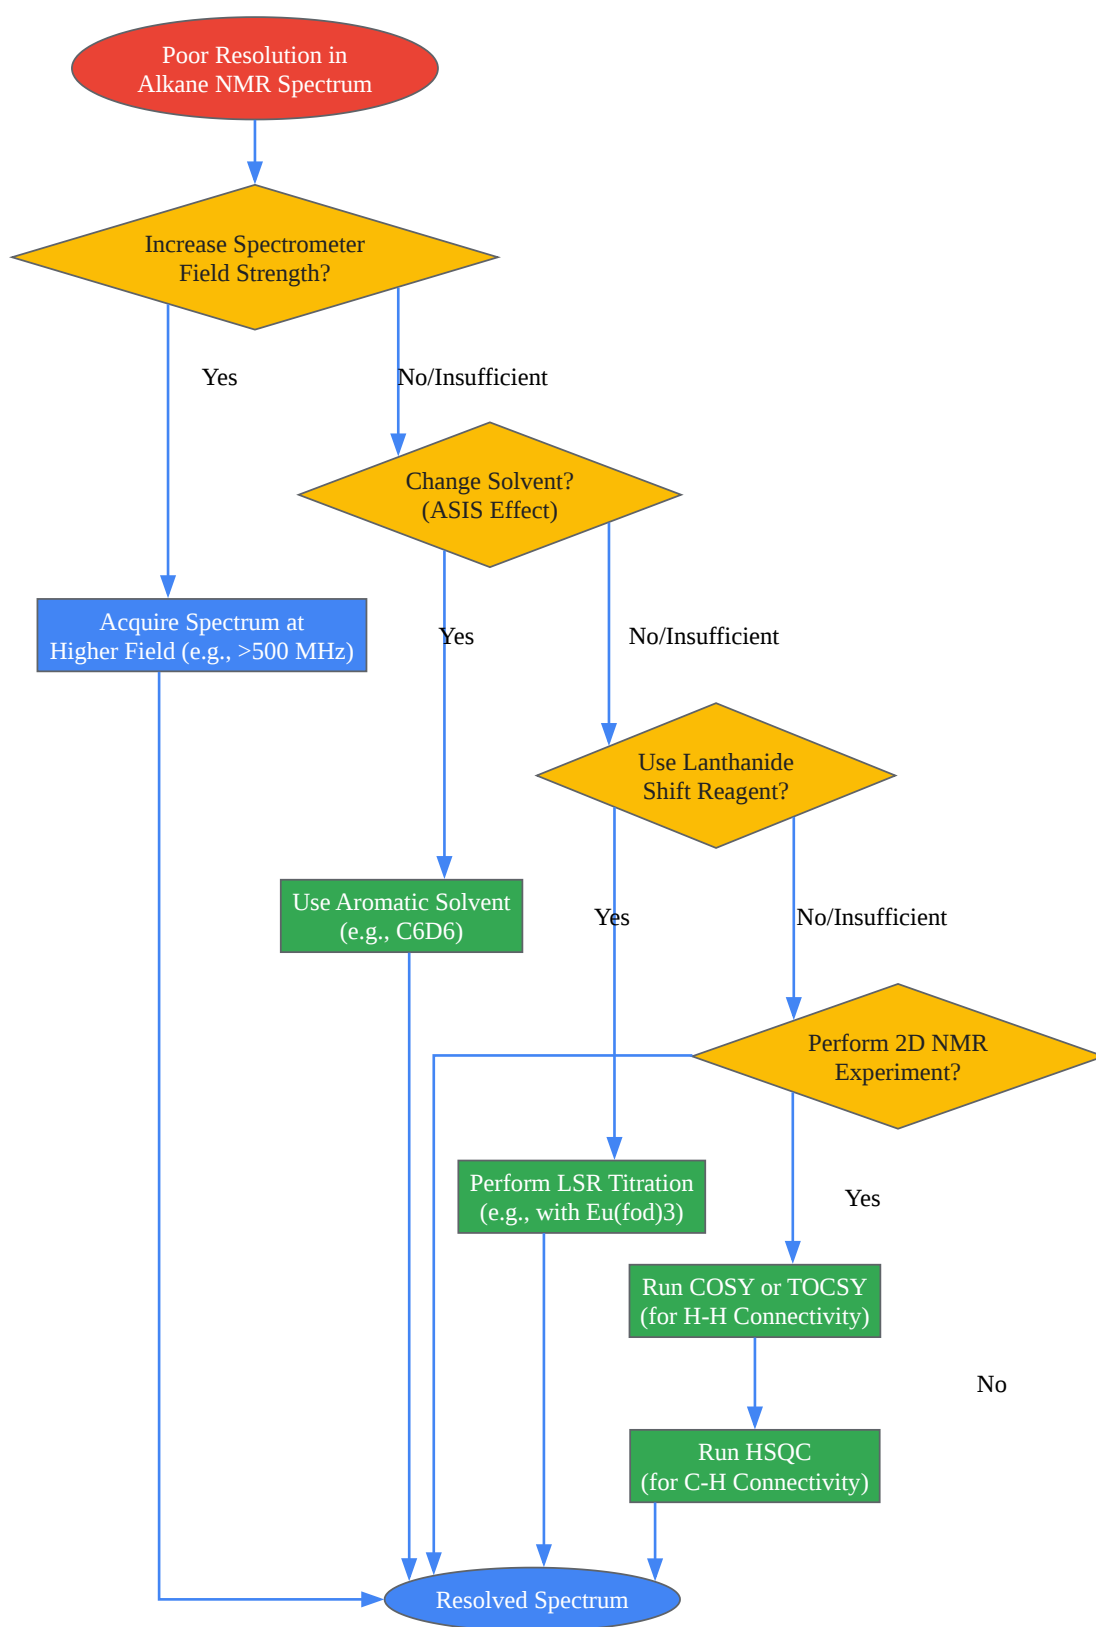 Poor Resolution in
Alkane NMR Spectrum
Increase Spectrometer
Field Strength?
Yes
No/Insufficient
Change Solvent?
(ASIS Effect)
Acquire Spectrum at
Higher Field (e.g., >500 MHz)
Yes
No/Insufficient
Use Lanthanide
Shift Reagent?
Use Aromatic Solvent
(e.g., C6D6)
Yes
No/Insufficient
Perform 2D NMR
Experiment?
Perform LSR Titration
(e.g., with Eu(fod)3)
Yes
Run COSY or TOCSY
(for H-H Connectivity)
No
Run HSQC
(for C-H Connectivity)
Resolved Spectrum